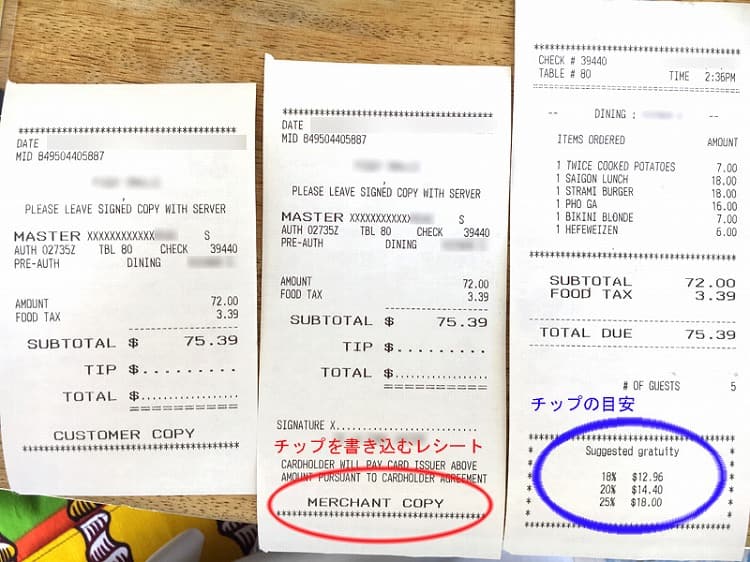 ********************************
DATE
MID 849504405887
PLEASE LEAVE SIGNED COPY WITH SERVER
MASTER XXXXXXXXXXXX S
AUTH 02735Z TBL 80 CHECK 39440
PRE-AUTH DINING
AMOUNT 72.00
FOOD TAX 3.39
SUBTOTAL $ 75.39
TIP $.........
TOTAL $.........
CUSTOMER COPY
********************************
********************************
DATE
MID 849504405887
PLEASE LEAVE SIGNED COPY WITH SERVER
MASTER XXXXXXXXXXXX S
AUTH 02735Z TBL 80 CHECK 39440
PRE-AUTH DINING
AMOUNT 72.00
FOOD TAX 3.39
SUBTOTAL $ 75.39
TIP $.........
TOTAL $.........
SIGNATURE X.........................
チップを書き込むレシート
CARDHOLDER WILL PAY CARD ISSUER ABOVE
AMOUNT PURSUANT TO CARDHOLDER AGREEMENT
MERCHANT COPY
********************************
********************************
CHECK # 39440
TABLE # 80 TIME 2:36PM
-- DINING : --
ITEMS ORDERED AMOUNT
1 TWICE COOKED POTATOES 7.00
1 SAIGON LUNCH 18.00
1 STRAMI BURGER 18.00
1 PHO GA 16.00
1 BIKINI BLONDE 7.00
1 HEFEWEIZEN 6.00
********************************
SUBTOTAL 72.00
FOOD TAX 3.39
TOTAL DUE 75.39
# OF GUESTS 5
チップの目安
********************************
Suggested gratuity
18% $12.96
20% $14.40
25% $18.00
********************************